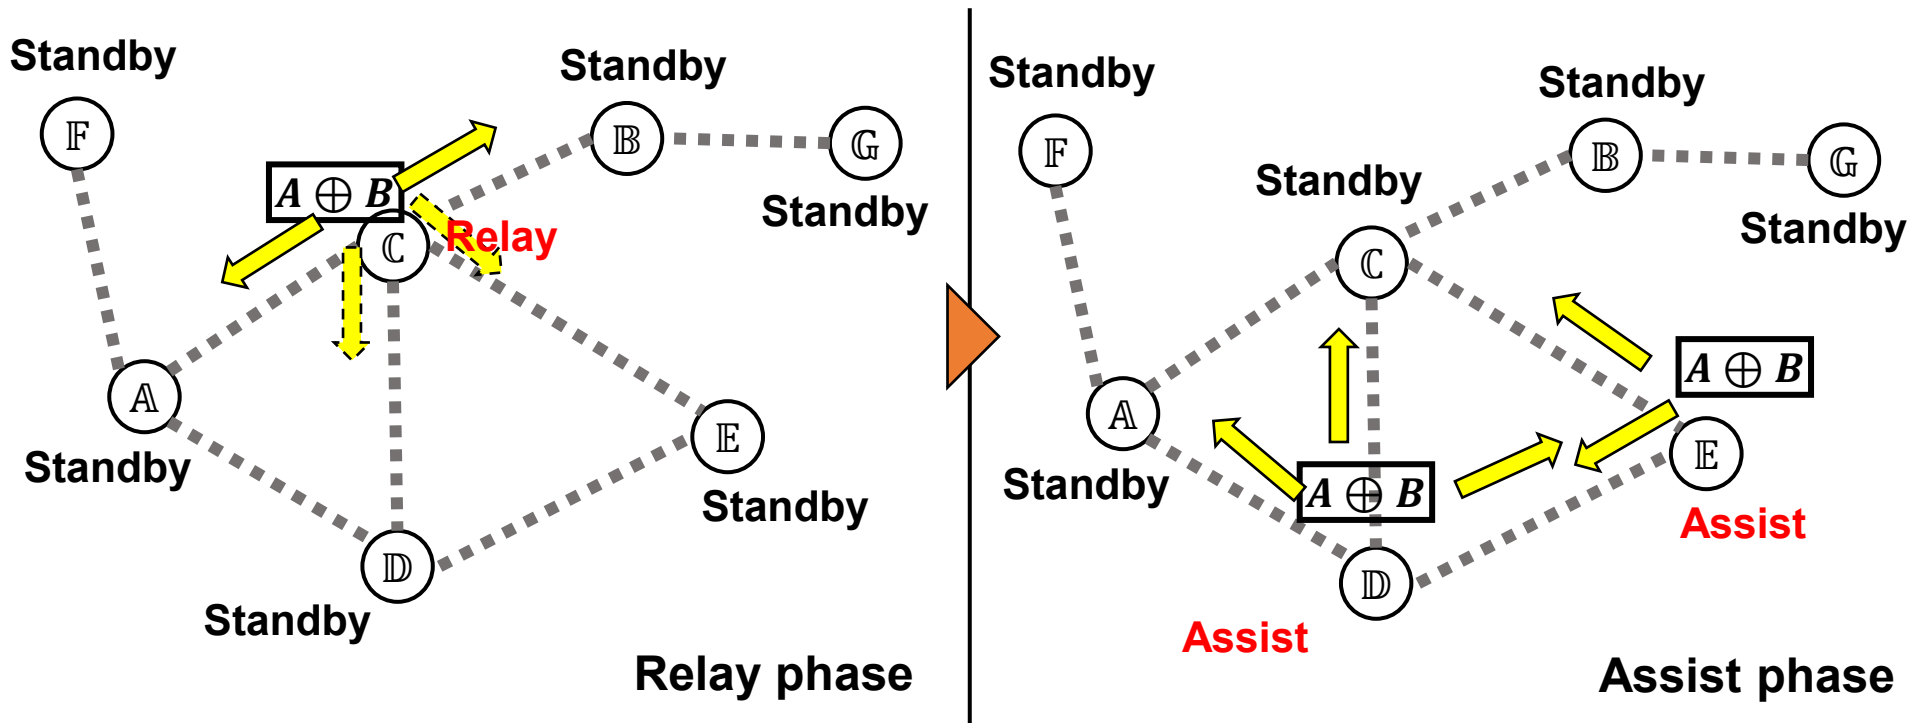 Standby
Standby
𝔽
𝔹
𝔾
A ⊕ B
Standby
ℂ
Relay
𝔸
𝔼
Standby
Standby
𝔻
Standby
Relay phase
Standby
Standby
𝔽
𝔹
𝔾
Standby
Standby
ℂ
A ⊕ B
𝔸
𝔼
Standby
A ⊕ B
Assist
𝔻
Assist
Assist phase